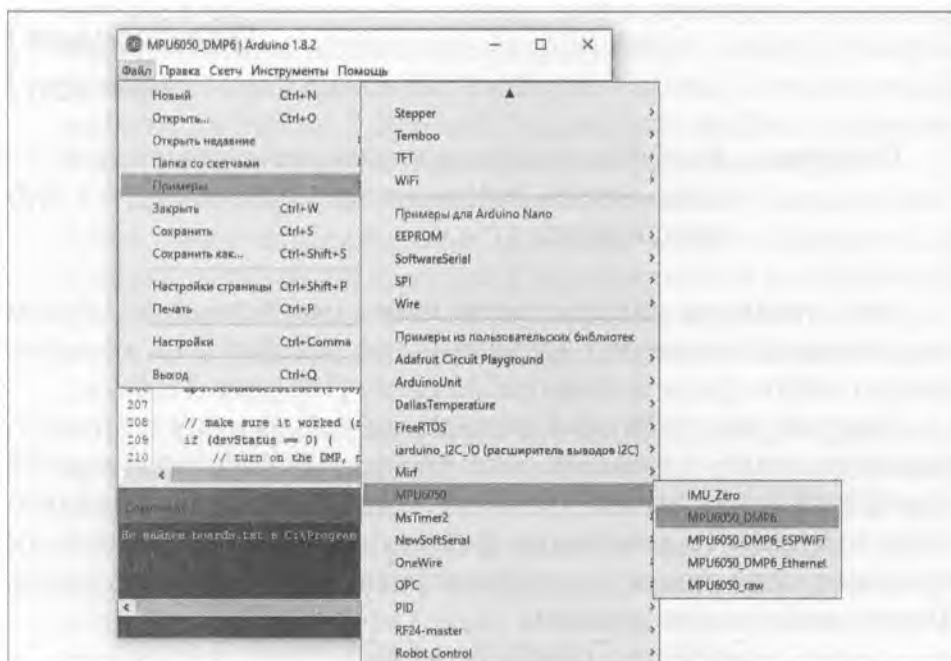 MPU6050_DMP6 | Arduino 1.8.2
Файл Правка Скетч Инструменты Помощь
Новый Ctrl+N
Открыть... Ctrl+O
Открыть недавние
Папка со скетчами
Примеры
Закрыть Ctrl+W
Сохранить Ctrl+S
Сохранить как... Ctrl+Shift+S
Настройки страницы Ctrl+Shift+P
Печать Ctrl+P
Настройки Ctrl+Comma
Выход Ctrl+Q
207
208 // make sure it worked (
209 if (devStatus == 0) {
210 // turn on the DMP,
Не найден boards.txt в C:\Program
Stepper
Temboo
TFT
WiFi
Примеры для Arduino Nano
EEPROM
SoftwareSerial
SPI
Wire
Примеры из пользовательских библиотек
Adafruit Circuit Playground
ArduinoUnit
DallasTemperature
FreeRTOS
iarduino_I2C_IO (расширитель выводов I2C)
Mirf
MPU6050
MsTimer2
NewSoftSerial
OneWire
OPC
PID
RF24-master
Robot Control
IMU_Zero
MPU6050_DMP6
MPU6050_DMP6_ESPWiFi
MPU6050_DMP6_Ethernet
MPU6050_raw